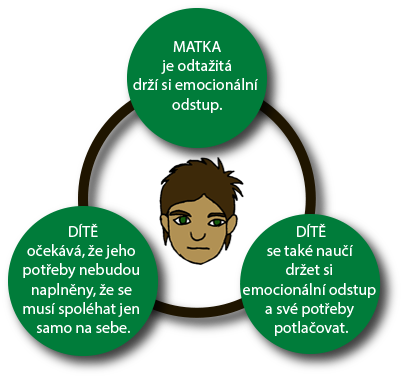 MATKA
je odtažitá
drží si emocionální
odstup.
DÍTĚ
očekává, že jeho
potřeby nebudou
naplněny, že se
musí spoléhat jen
samo na sebe.
DÍTĚ
se také naučí
držet si
emocionální odstup
a své potřeby
potlačovat.